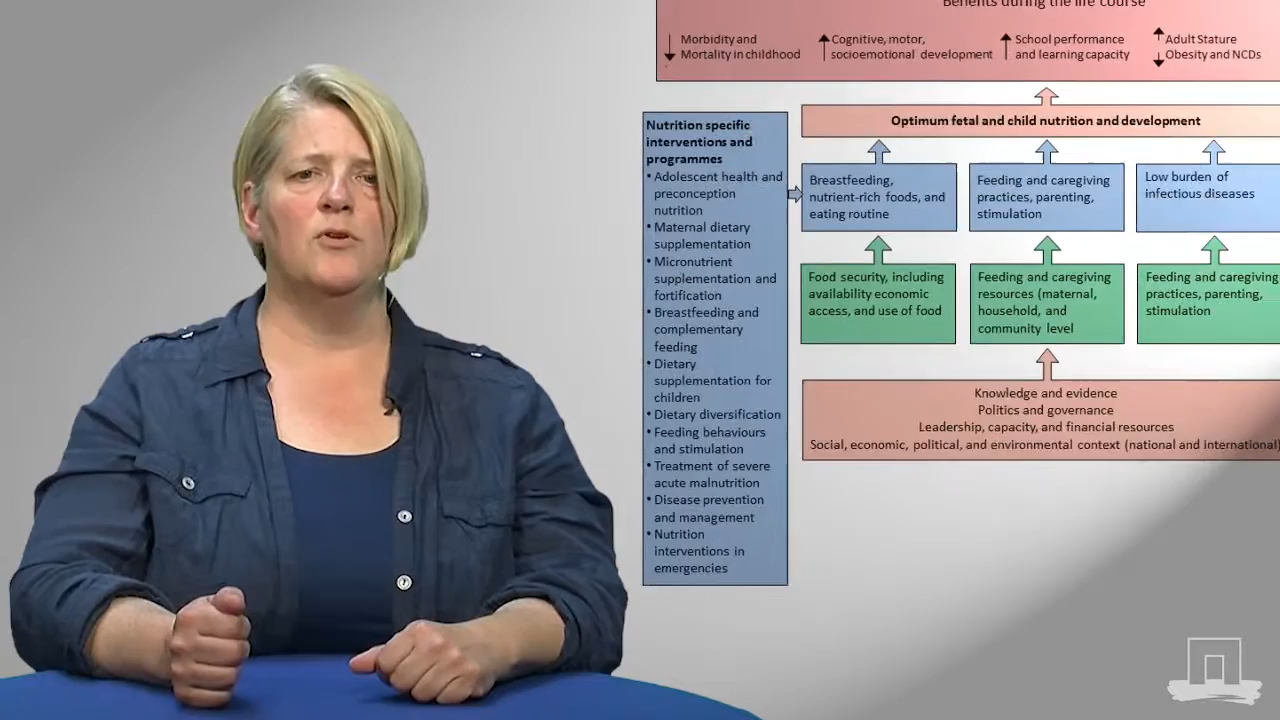 Benefits during the life course
Morbidity and
Mortality in childhood
Cognitive, motor,
socioemotional development
School performance
and learning capacity
Adult Stature
Obesity and NCDs
Nutrition specific
interventions and
programmes
• Adolescent health and
preconception
nutrition
• Maternal dietary
supplementation
• Micronutrient
supplementation and
fortification
• Breastfeeding and
complementary
feeding
• Dietary
supplementation for
children
• Dietary diversification
• Feeding behaviours
and stimulation
• Treatment of severe
acute malnutrition
• Disease prevention
and management
• Nutrition
interventions in
emergencies
Optimum fetal and child nutrition and development
Breastfeeding,
nutrient-rich foods, and
eating routine
Feeding and caregiving
practices, parenting,
stimulation
Low burden of
infectious diseases
Food security, including
availability economic
access, and use of food
Feeding and caregiving
resources (maternal,
household, and
community level
Feeding and caregiving
practices, parenting,
stimulation
Knowledge and evidence
Politics and governance
Leadership, capacity, and financial resources
Social, economic, political, and environmental context (national and international)